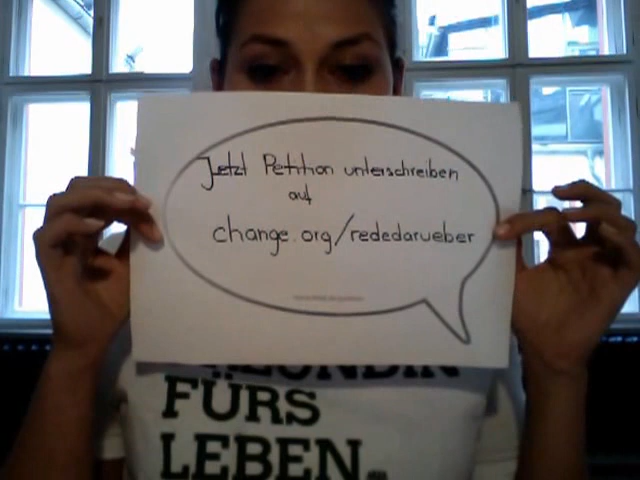 Jetzt Petition unterschreiben
auf
change.org/rededarueber
FÜRS
LEBEN.